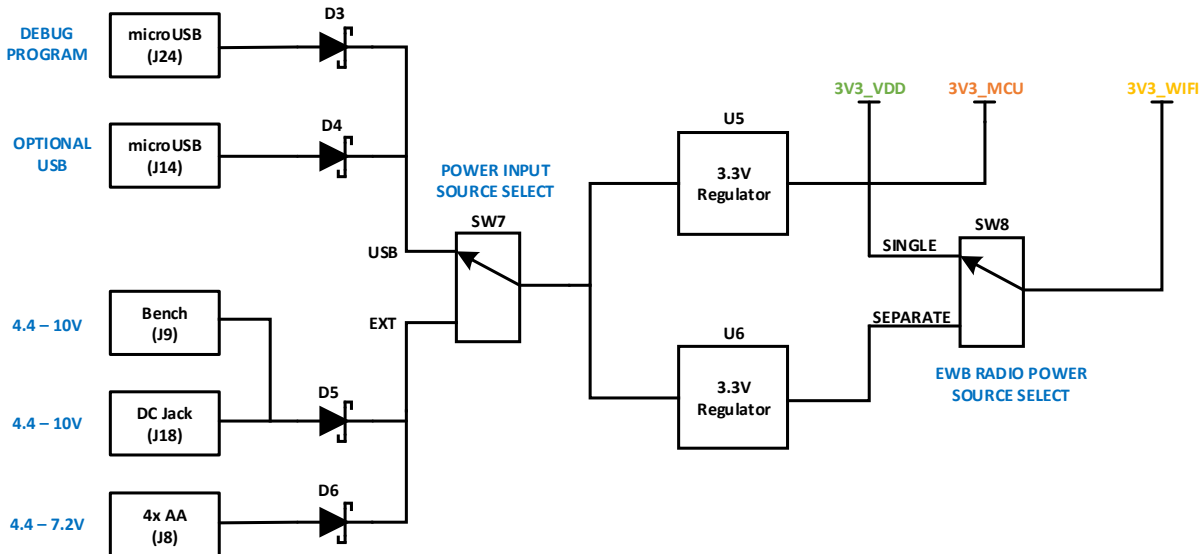 DEBUG
PROGRAM
microUSB
(J24)
D3
OPTIONAL
USB
microUSB
(J14)
D4
POWER INPUT
SOURCE SELECT
SW7
USB
EXT
4.4 – 10V
Bench
(J9)
4.4 – 10V
DC Jack
(J18)
D5
4.4 – 7.2V
4x AA
(J8)
D6
U5
3.3V
Regulator
U6
3.3V
Regulator
3V3_VDD
3V3_MCU
3V3_WIFI
SW8
SINGLE
SEPARATE
EWB RADIO POWER
SOURCE SELECT